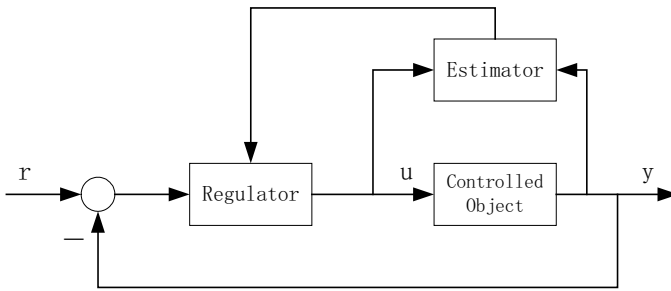 Estimator
r
Regulator
u
Controlled
Object
y
−